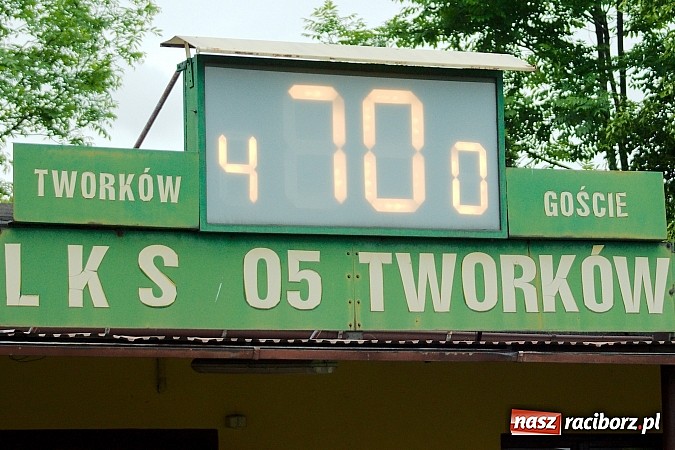 4 70 0
TWORKÓW
GOŚCIE
LKS 05 TWORKÓW
nasz raciborz.pl